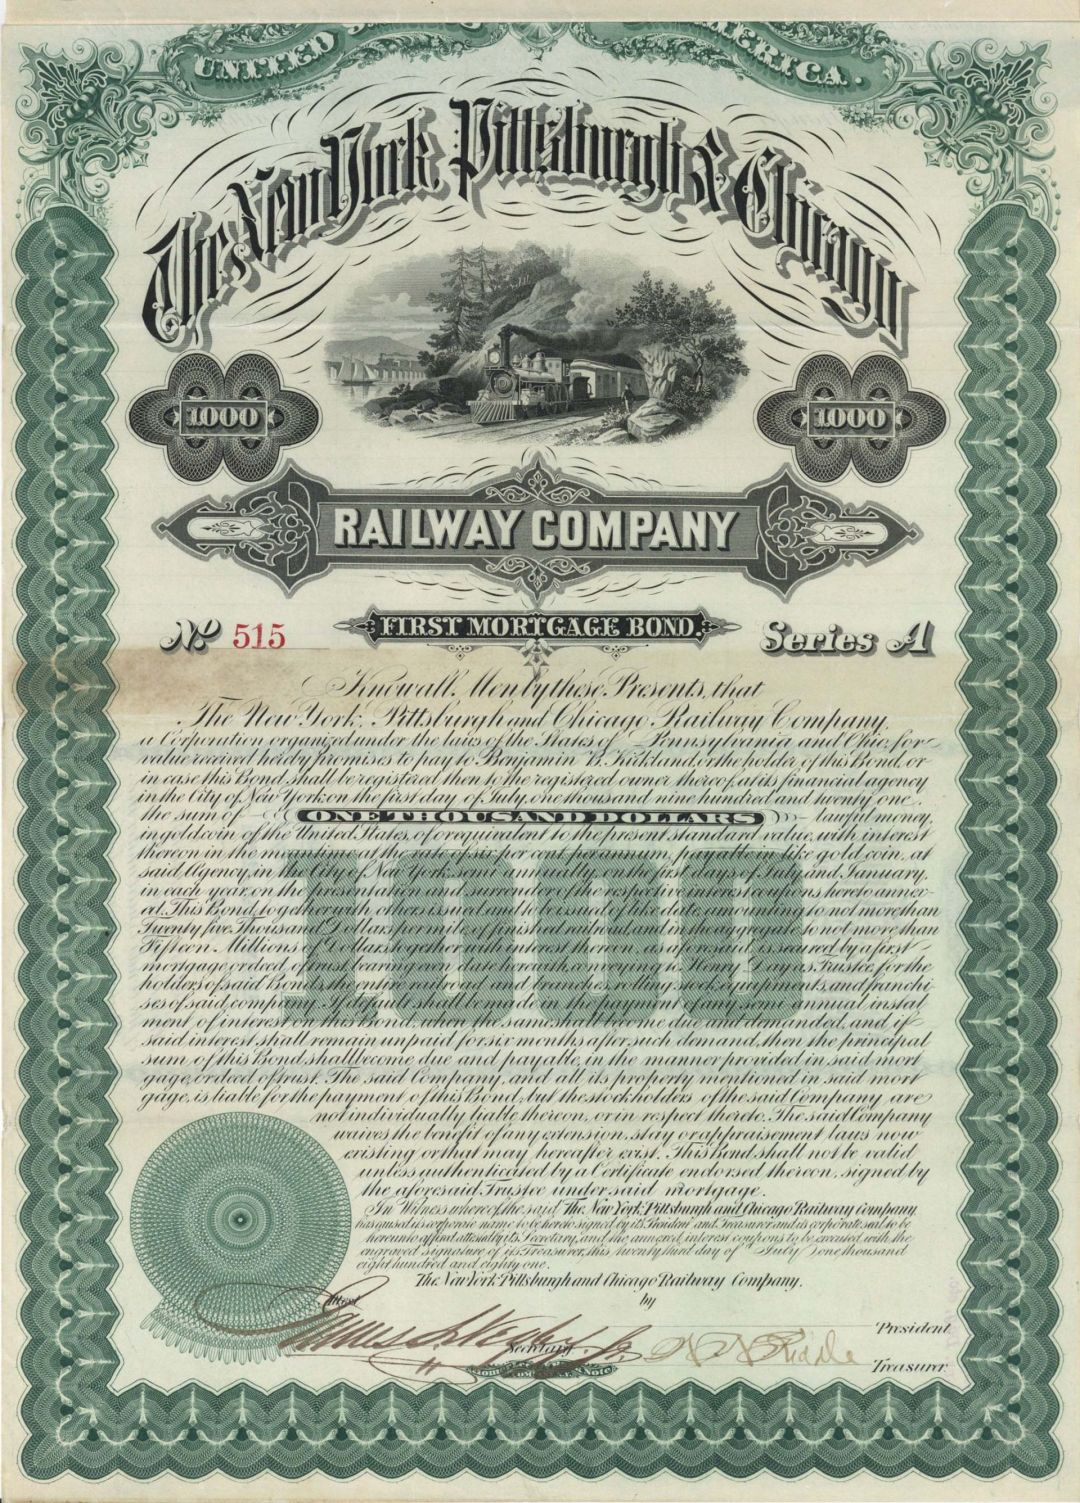 UNITED AMERICA.
The New York Pittsburgh & Chicago
1000 1000
RAILWAY COMPANY
No. 515 FIRST MORTGAGE BOND. Series A
Know all Men by these Presents, that
The New York, Pittsburgh and Chicago Railway Company,
a Corporation organized under the laws of the States of Pennsylvania and Ohio, for
value received hereby promises to pay to Benjamin B. Kirkland, or the holder of this Bond, or
in case this Bond shall be registered then to the registered owner thereof at its financial agency
in the City of New York on the first day of July, one thousand nine hundred and twenty one,
the sum of ONE THOUSAND DOLLARS lawful money,
in gold coin of the United States, of or equivalent to the present standard value, with interest
thereon in the meantime at the rate of six per cent per annum, payable in like gold coin, at
said Agency, in the City of New York semi annually, on the first days of July and January,
in each year, on the presentation and surrender of the respective interest coupons hereto annex-
ed. This Bond, together with others issued and to be issued of like date, amounting to not more than
Twenty five Thousand Dollars per mile of finished railroad, and in the aggregate to not more than
Fifteen Millions of Dollars together with interest thereon, as aforesaid, is secured by a first
mortgage, or deed of trust, bearing even date herewith, conveying to Henry Day as Trustee, for the
holders of said Bonds, the entire railroad and branches, rolling stock, equipments, and franchi-
ses of said company. If default shall be made in the payment of any semi annual instal
ment of interest on this Bond, when the same shall become due and demanded, and if
said interest shall remain unpaid for six months after such demand, then the principal
sum of this Bond shall become due and payable, in the manner provided in said mort
gage, or deed of trust. The said Company, and all its property mentioned in said mort
gage, is liable for the payment of this Bond, but the stockholders of the said Company are
not individually liable thereon, or in respect thereto. The said Company
waives the benefit of any extension, stay or appraisement laws now
existing or that may hereafter exist. This Bond shall not be valid
unless authenticated by a Certificate endorsed thereon, signed by
the aforesaid Trustee under said mortgage.
In Witness whereof the said The New York, Pittsburgh and Chicago Railway Company
has caused its corporate name to be hereto signed by its President and Treasurer and its corporate seal to be
hereunto affixed attested by its Secretary, and the annexed interest coupons to be executed with the
engraved signature of its Treasurer, this twenty third day of July one thousand
eight hundred and eighty one.
The New York Pittsburgh and Chicago Railway Company.
by
Attest
President
James S. Negley Jr. Secretary
Riddle
Treasurer
1000